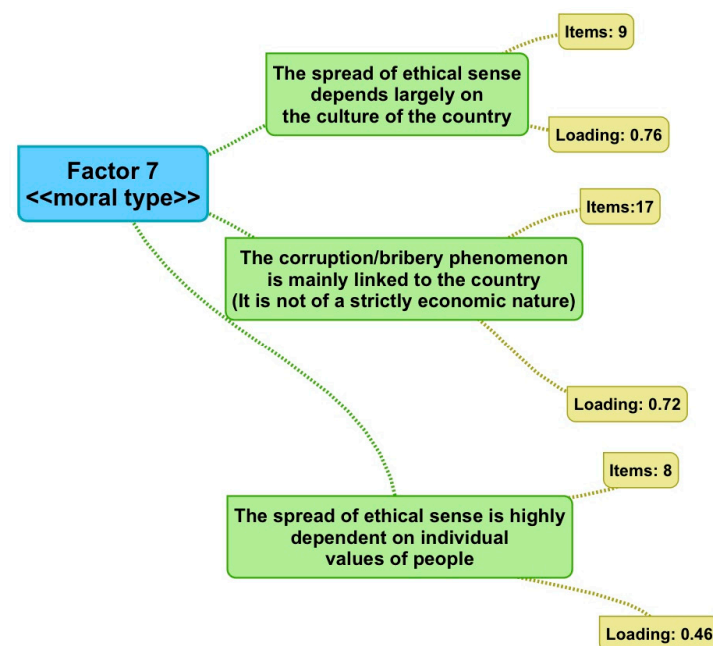 Items: 9
The spread of ethical sense
depends largely on
the culture of the country
Loading: 0.76
Factor 7
<<moral type>>
Items:17
The corruption/bribery phenomenon
is mainly linked to the country
(It is not of a strictly economic nature)
Loading: 0.72
Items: 8
The spread of ethical sense is highly
dependent on individual
values of people
Loading: 0.46